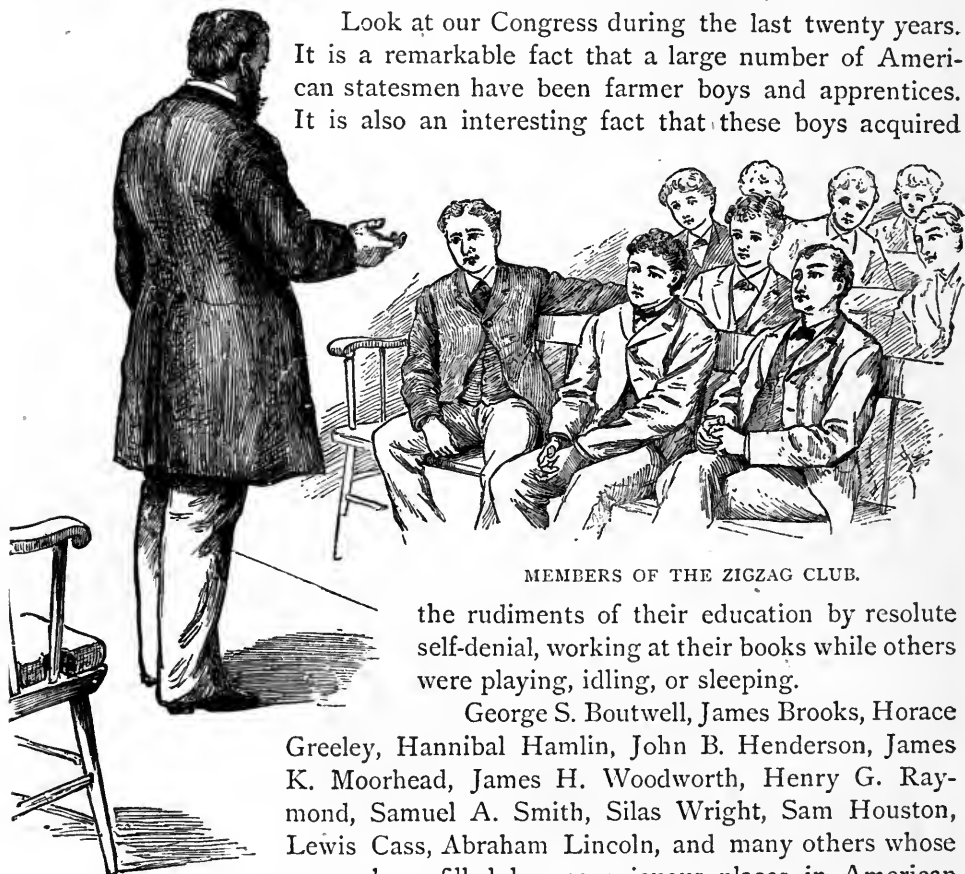 Look at our Congress during the last twenty years.
It is a remarkable fact that a large number of Ameri-
can statesmen have been farmer boys and apprentices.
It is also an interesting fact that these boys acquired
MEMBERS OF THE ZIGZAG CLUB.
the rudiments of their education by resolute
self-denial, working at their books while others
were playing, idling, or sleeping.
George S. Boutwell, James Brooks, Horace
Greeley, Hannibal Hamlin, John B. Henderson, James
K. Moorhead, James H. Woodworth, Henry G. Ray-
mond, Samuel A. Smith, Silas Wright, Sam Houston,
Lewis Cass, Abraham Lincoln, and many others whose